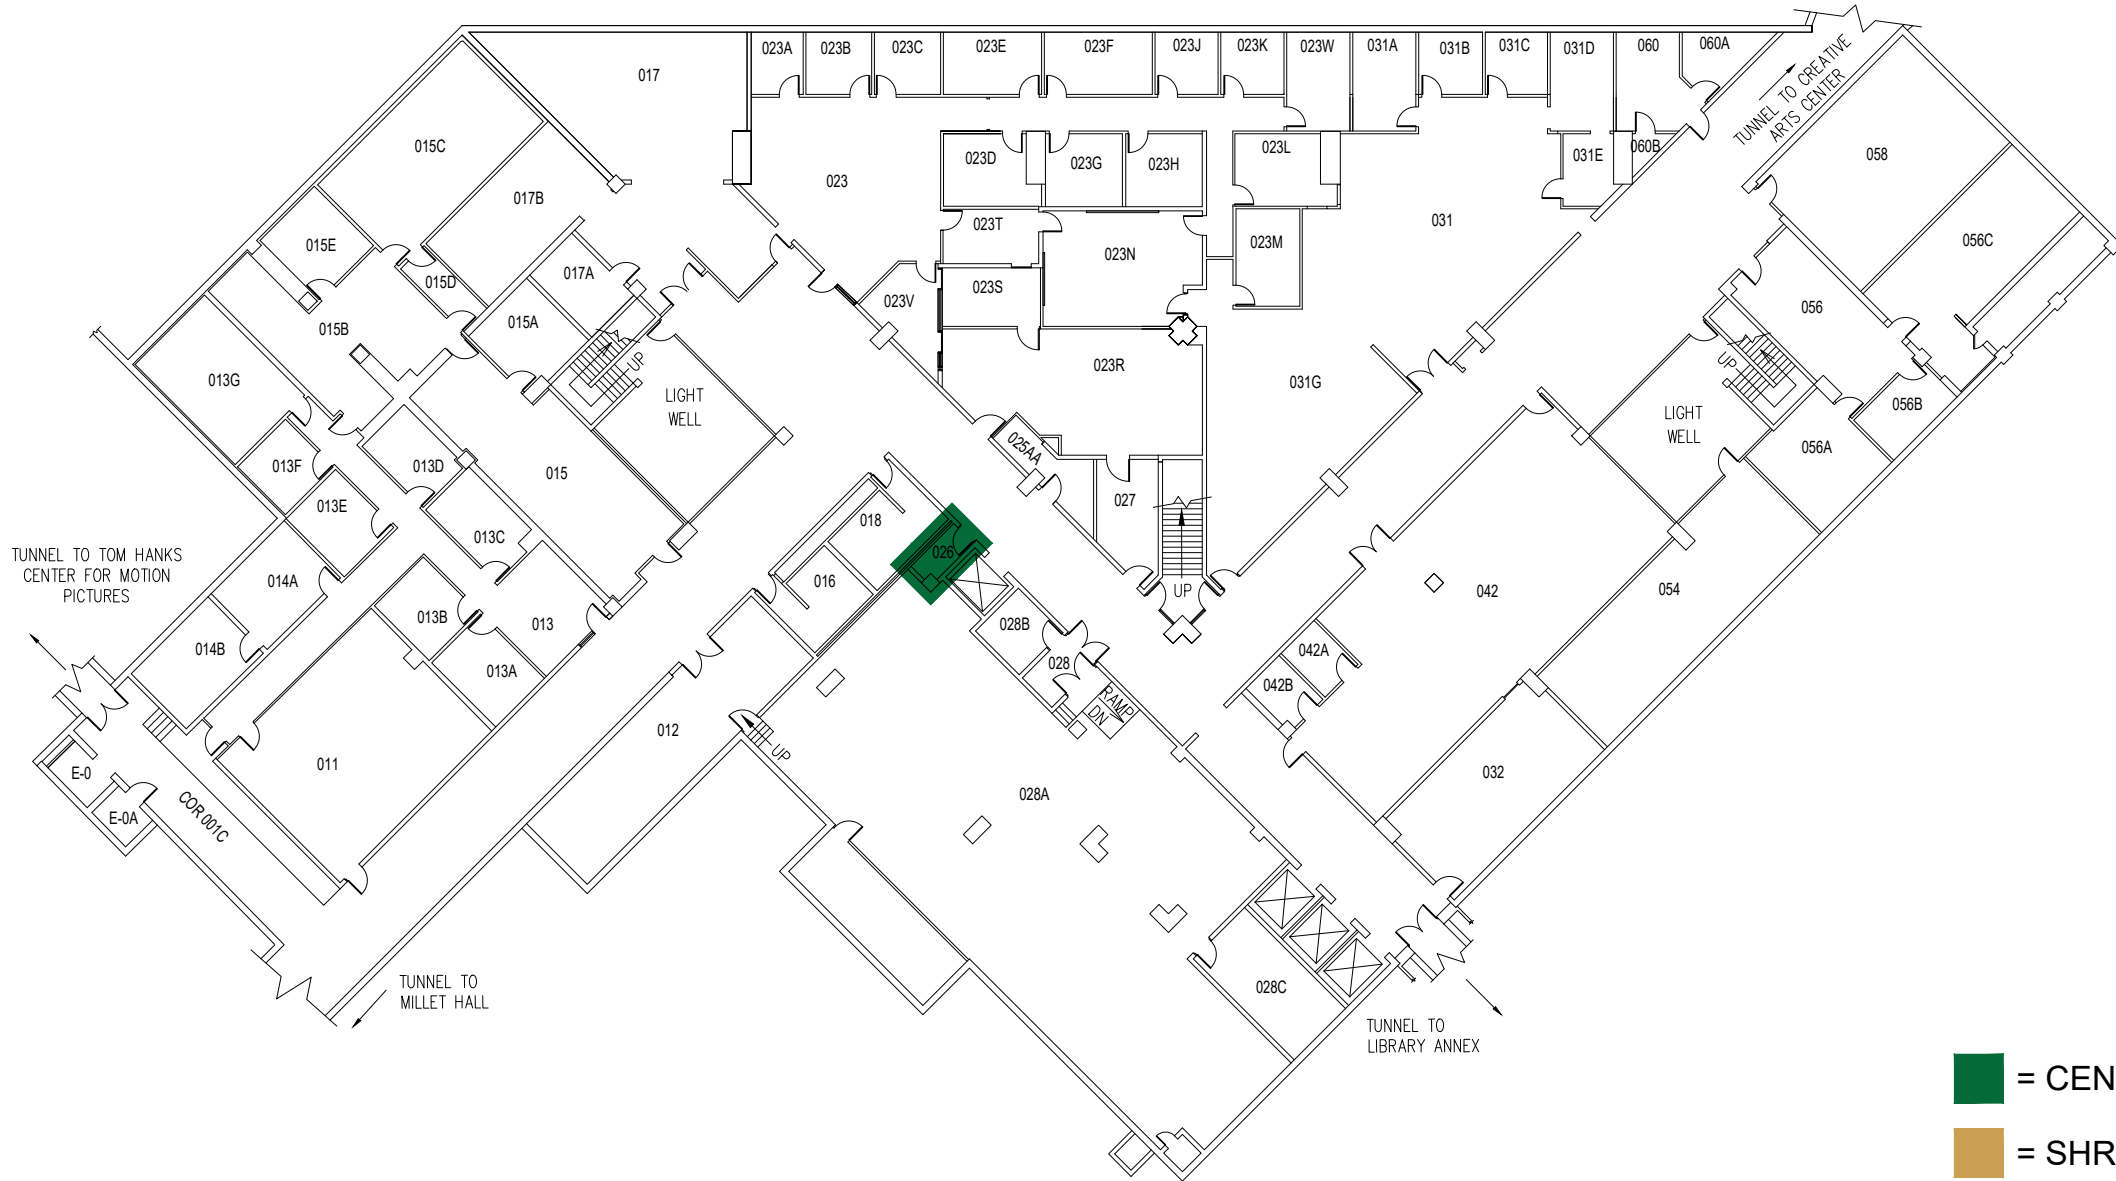 023A
023B
023C
023E
023F
023J
023K
023W
031A
031B
031C
031D
060
060A
017
TUNNEL TO CREATIVE
ARTS CENTER
015C
023D
023G
023H
023L
031E
060B
058
023
017B
031
015E
023T
023M
056C
023N
017A
015D
023S
023V
056
015A
015B
UP
UP
023R
013G
031G
LIGHT
WELL
LIGHT
WELL
056B
025AA
056A
013F
013D
015
027
013E
018
013C
026
TUNNEL TO TOM HANKS
CENTER FOR MOTION
PICTURES
014A
016
UP
042
054
013B
013
028B
014B
042A
028
013A
042B
RAMP
DN
012
UP
011
E-0
032
028A
E-0A
COR 001C
TUNNEL TO
MILLET HALL
028C
TUNNEL TO
LIBRARY ANNEX
= CEN
= SHR